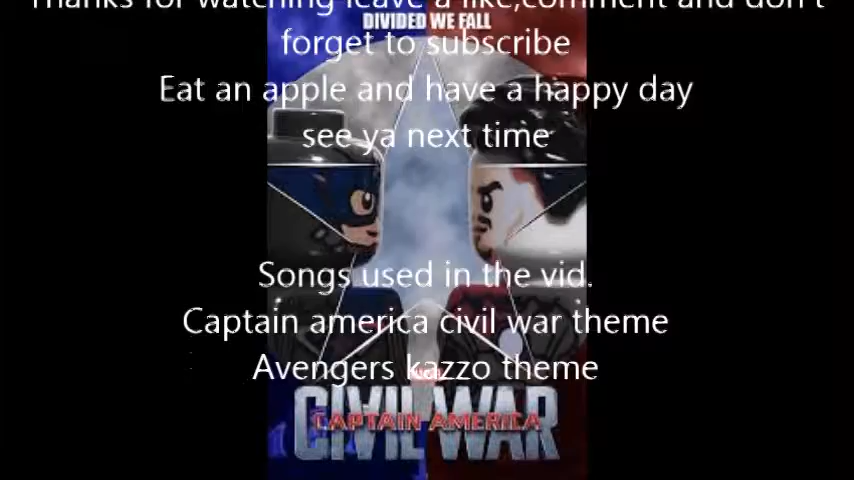 Thanks for watching leave a like,comment and don't
DIVIDED WE FALL
forget to subscribe
Eat an apple and have a happy day
see ya next time
Songs used in the vid.
Captain america civil war theme
Avengers kazzo theme
CAPTAIN AMERICA
CIVIL WAR